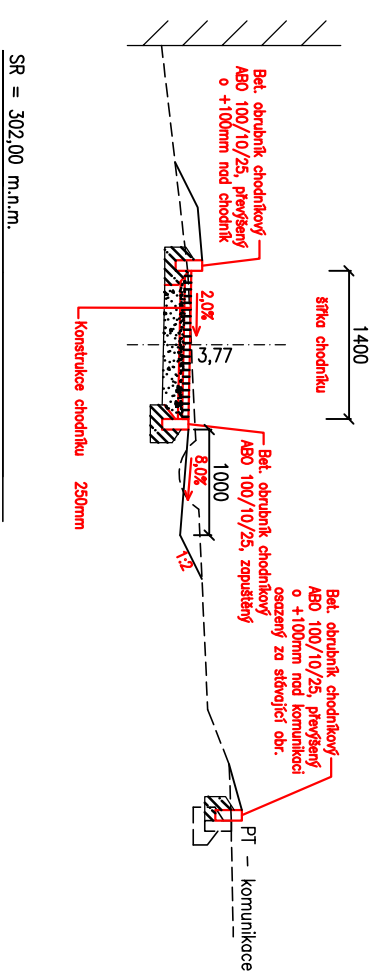 Bet. obrubník chodníkový
ABO 100/10/25, převýšený
o +100mm nad chodník
1400
šířka chodníku
2,0%
3,77
Konstrukce chodníku 250mm
Bet. obrubník chodníkový
ABO 100/10/25, zapuštěný
1000
8,0%
1:2
Bet. obrubník chodníkový
ABO 100/10/25, převýšený
o +100mm nad komunikaci
osazený za stávající obr.
PT - komunikace
SR = 302,00 m.n.m.